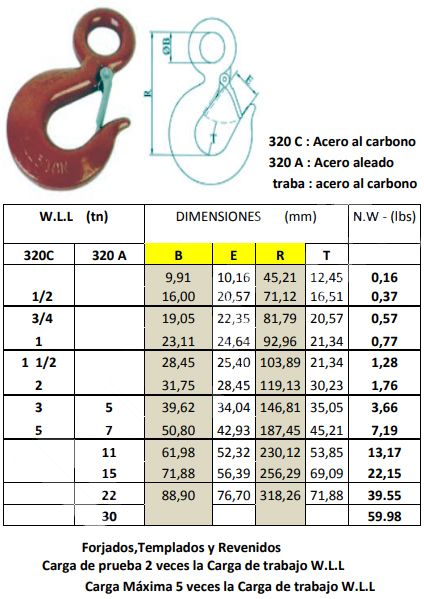 ØB
R
E
T
320 C : Acero al carbono
320 A : Acero aleado
traba : acero al carbono
W.L.L (tn) DIMENSIONES (mm) N.W - (lbs)
320C 320 A B E R T
9,91 10,16 45,21 12,45 0,16
1/2 16,00 20,57 71,12 16,51 0,37
3/4 19,05 22,35 81,79 20,57 0,57
1 23,11 24,64 92,96 21,34 0,77
1 1/2 28,45 25,40 103,89 21,34 1,28
2 31,75 28,45 119,13 30,23 1,76
3 5 39,62 34,04 146,81 35,05 3,66
5 7 50,80 42,93 187,45 45,21 7,19
11 61,98 52,32 230,12 53,85 13,17
15 71,88 56,39 256,29 69,09 22,15
22 88,90 76,70 318,26 71,88 39.55
30 59.98
Forjados,Templados y Revenidos
Carga de prueba 2 veces la Carga de trabajo W.L.L
Carga Máxima 5 veces la Carga de trabajo W.L.L